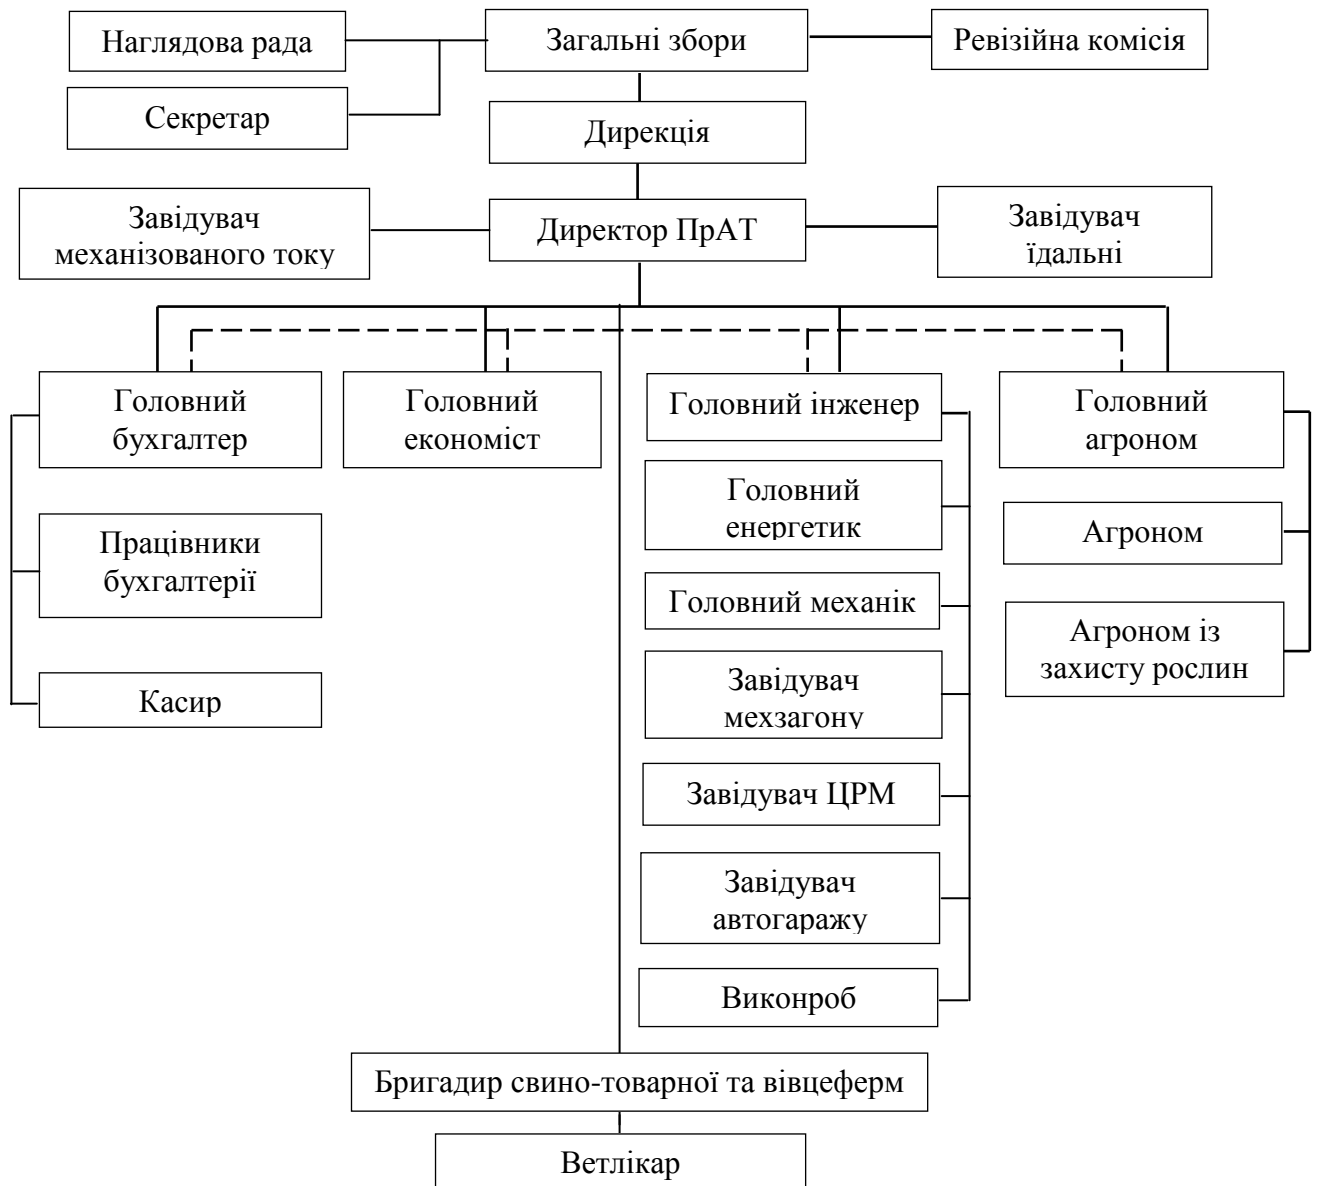 Наглядова рада
Загальні збори
Ревізійна комісія
Секретар
Дирекція
Завідувач
механізованого току
Директор ПрАТ
Завідувач
їдальні
Головний
бухгалтер
Головний
економіст
Головний інженер
Головний
агроном
Головний
енергетик
Працівники
бухгалтерії
Агроном
Головний механік
Агроном із
захисту рослин
Касир
Завідувач
мехзагону
Завідувач ЦРМ
Завідувач
автогаражу
Виконроб
Бригадир свино-товарної та вівцеферм
Ветлікар